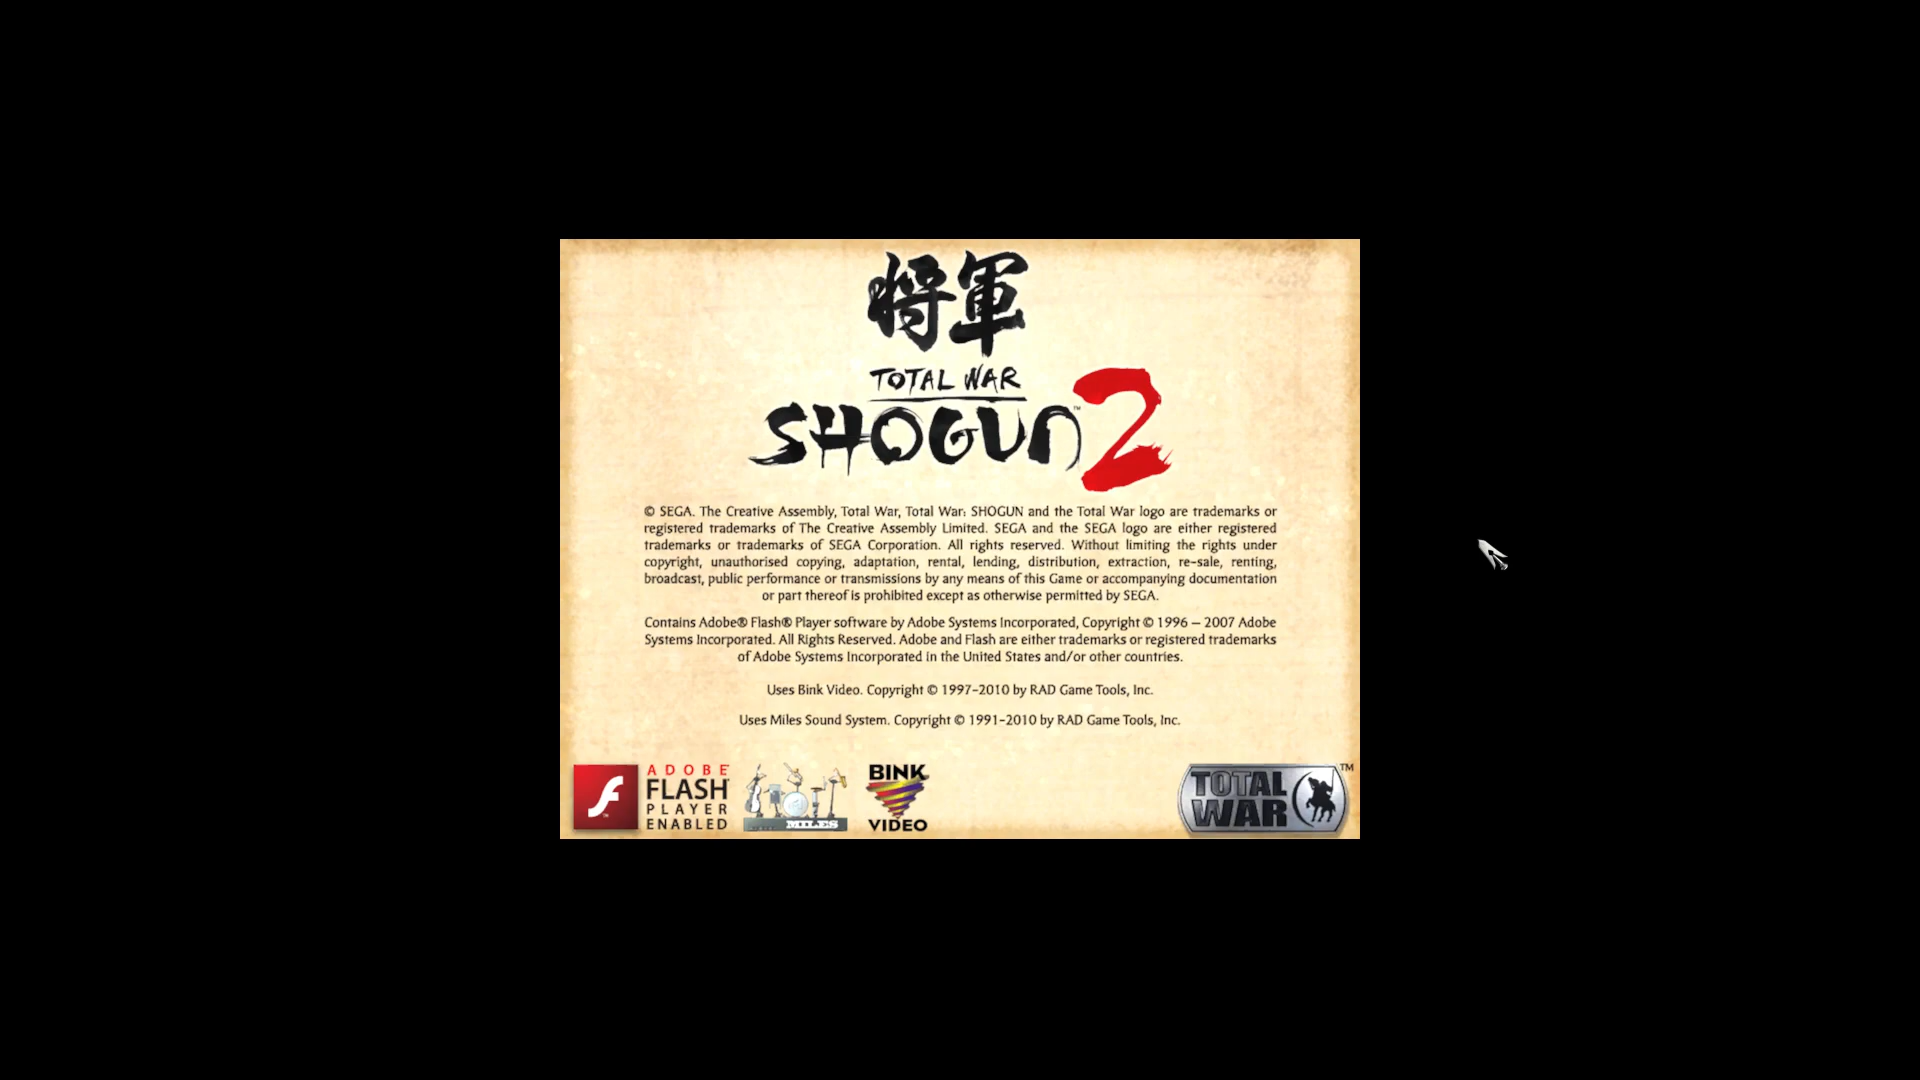 将軍
TOTAL WAR
SHOGUN™ 2
© SEGA. The Creative Assembly, Total War, Total War: SHOGUN and the Total War logo are trademarks or
registered trademarks of The Creative Assembly Limited. SEGA and the SEGA logo are either registered
trademarks or trademarks of SEGA Corporation. All rights reserved. Without limiting the rights under
copyright, unauthorised copying, adaptation, rental, lending, distribution, extraction, re-sale, renting,
broadcast, public performance or transmissions by any means of this Game or accompanying documentation
or part thereof is prohibited except as otherwise permitted by SEGA.
Contains Adobe® Flash® Player software by Adobe Systems Incorporated, Copyright © 1996 – 2007 Adobe
Systems Incorporated. All Rights Reserved. Adobe and Flash are either trademarks or registered trademarks
of Adobe Systems Incorporated in the United States and/or other countries.
Uses Bink Video. Copyright © 1997-2010 by RAD Game Tools, Inc.
Uses Miles Sound System. Copyright © 1991-2010 by RAD Game Tools, Inc.
ADOBE
FLASH
PLAYER
ENABLED
MILES
BINK
VIDEO
TOTAL
WAR
™